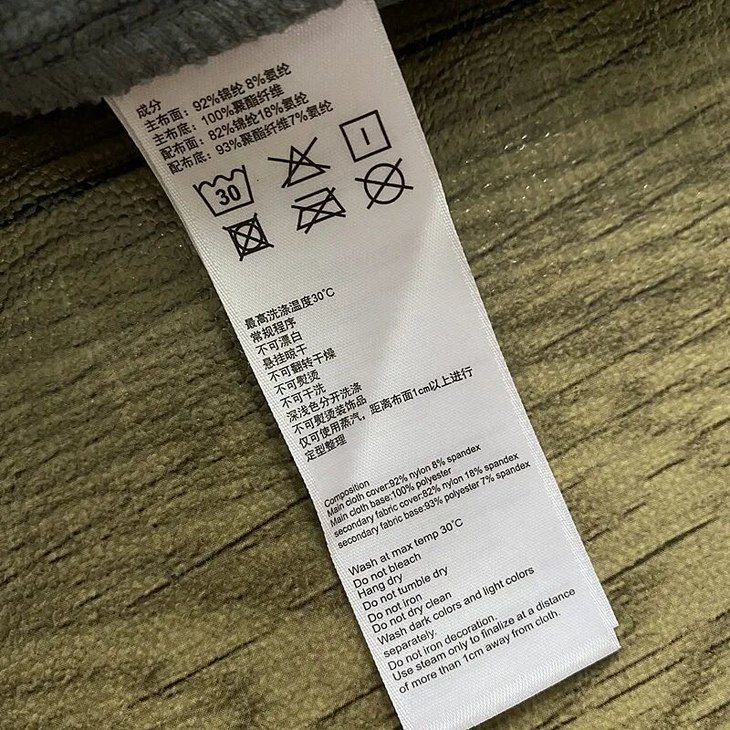 成分
主布面：92%锦纶 8%氨纶
主布底：100%聚酯纤维
配布面：82%锦纶18%氨纶
配布底：93%聚酯纤维7%氨纶
30
最高洗涤温度30℃
常规程序
不可漂白
悬挂晾干
不可翻转干燥
不可熨烫
不可干洗
深浅色分开洗涤
不可熨烫装饰品
仅可使用蒸汽，距离布面1cm以上进行
定型整理
Composition
Main cloth cover:92% nylon 8% spandex
Main cloth base:100% polyester
secondary fabric cover:82% nylon 18% spandex
secondary fabric base:93% polyester 7% spandex
Wash at max temp 30℃
Do not bleach
Hang dry
Do not tumble dry
Do not iron
Do not dry clean
Wash dark colors and light colors
separately.
Do not iron decoration.
Use steam only to finalize at a distance
of more than 1cm away from cloth.